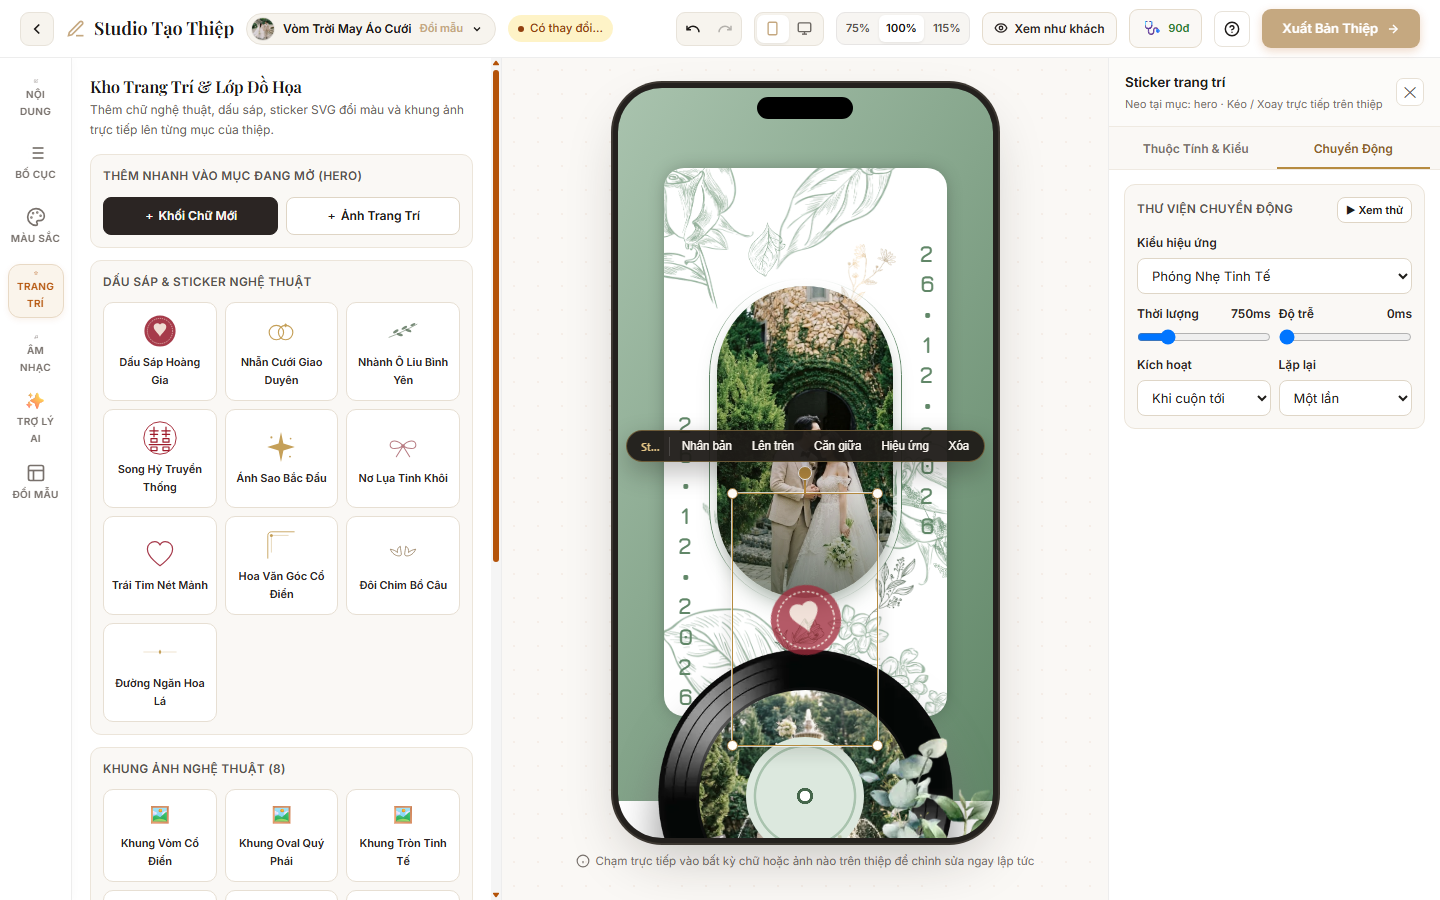 Studio Tạo Thiệp
Vòm Trời May Áo Cưới
Đổi mẫu
Có thay đổi...
75%
100%
115%
Xem như khách
90d
Xuất Bản Thiệp →
NỘI DUNG
BỐ CỤC
MÀU SẮC
TRANG TRÍ
ÂM NHẠC
TRỢ LÝ AI
ĐỔI MẪU
Kho Trang Trí & Lớp Đồ Họa
Thêm chữ nghệ thuật, dấu sáp, sticker SVG đổi màu và khung ảnh
trực tiếp lên từng mục của thiệp.
THÊM NHANH VÀO MỤC ĐANG MỞ (HERO)
+ Khối Chữ Mới
+ Ảnh Trang Trí
DẤU SÁP & STICKER NGHỆ THUẬT
Dấu Sáp Hoàng Gia
Nhẫn Cưới Giao Duyên
Nhành Ô Liu Bình Yên
Song Hỷ Truyền Thống
Ánh Sao Bắc Đẩu
Nơ Lụa Tinh Khôi
Trái Tim Nét Mảnh
Hoa Văn Góc Cổ Điển
Đôi Chim Bồ Câu
Đường Ngăn Hoa Lá
KHUNG ẢNH NGHỆ THUẬT (8)
Khung Vòm Cổ Điển
Khung Oval Quý Phái
Khung Tròn Tinh Tế
26•12•2026
26•12•2026
St...
Nhân bản
Lên trên
Căn giữa
Hiệu ứng
Xóa
Chạm trực tiếp vào bất kỳ chữ hoặc ảnh nào trên thiệp để chỉnh sửa ngay lập tức
Sticker trang trí
Neo tại mục: hero · Kéo / Xoay trực tiếp trên thiệp
Thuộc Tính & Kiểu
Chuyển Động
THƯ VIỆN CHUYỂN ĐỘNG
▶ Xem thử
Kiểu hiệu ứng
Phóng Nhẹ Tinh Tế
Thời lượng 750ms
Độ trễ 0ms
Kích hoạt
Lặp lại
Khi cuộn tới
Một lần